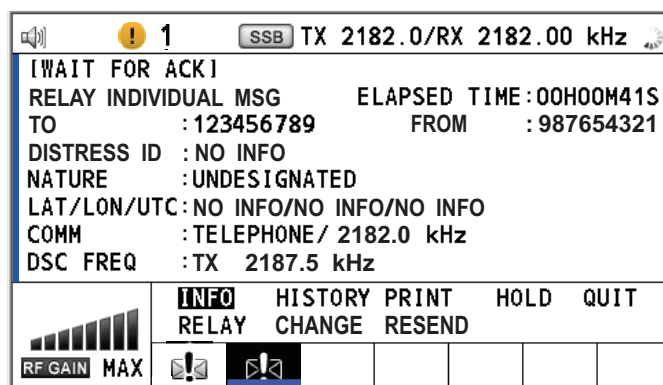 ! 1 SSB TX 2182.0/RX 2182.00 kHz
[WAIT FOR ACK]
RELAY INDIVIDUAL MSG ELAPSED TIME:00H00M41S
TO :123456789 FROM :987654321
DISTRESS ID :NO INFO
NATURE :UNDESIGNATED
LAT/LON/UTC:NO INFO/NO INFO/NO INFO
COMM :TELEPHONE/ 2182.0 kHz
DSC FREQ :TX 2187.5 kHz
INFO HISTORY PRINT HOLD QUIT
RELAY CHANGE RESEND
RF GAIN MAX